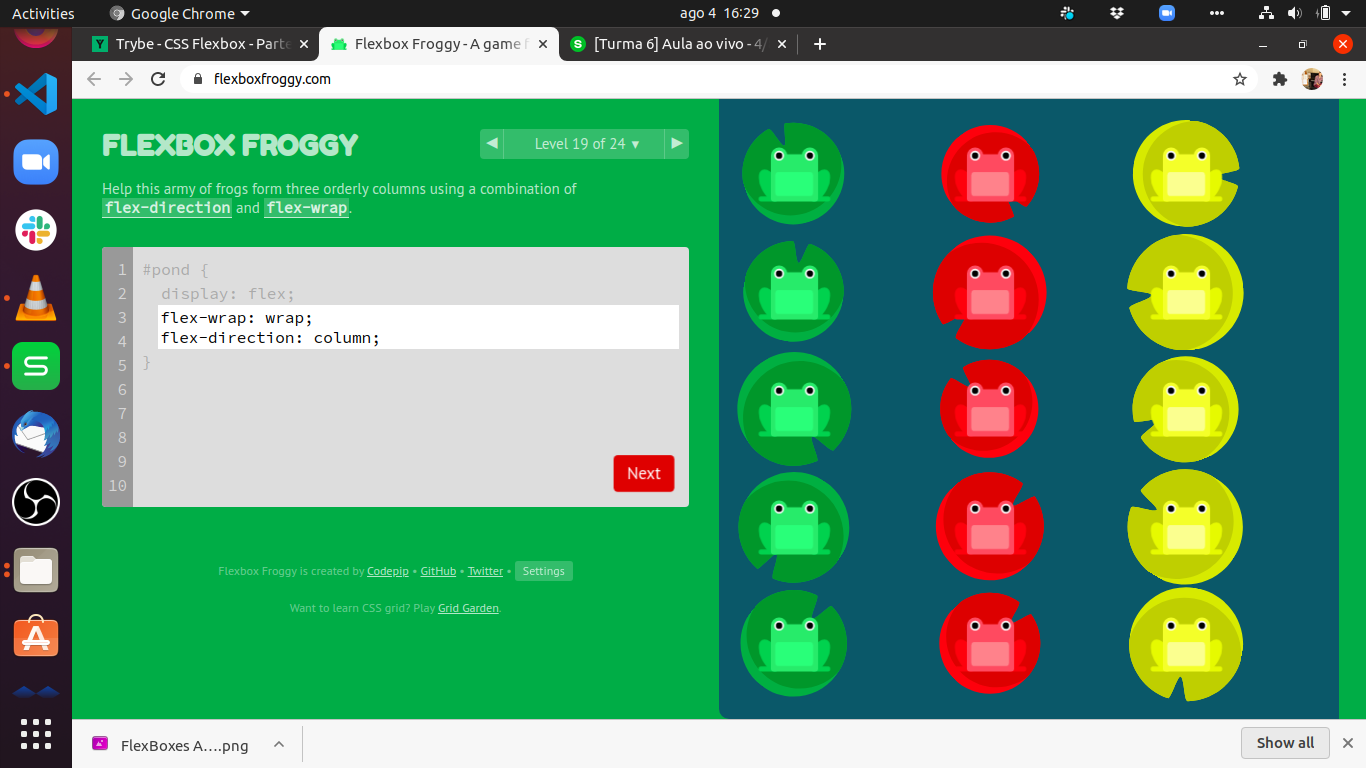 Activities
Google Chrome
ago 4 16:29
Trybe - CSS Flexbox - Parte
Flexbox Froggy - A game f
[Turma 6] Aula ao vivo - 4/
flexboxfroggy.com
FLEXBOX FROGGY
Level 19 of 24
Help this army of frogs form three orderly columns using a combination of
flex-direction and flex-wrap.
1 #pond {
2 display: flex;
3 flex-wrap: wrap;
4 flex-direction: column;
5 }
6
7
8
9
10
Next
Flexbox Froggy is created by Codepip • GitHub • Twitter • Settings
Want to learn CSS grid? Play Grid Garden.
FlexBoxes A....png
Show all